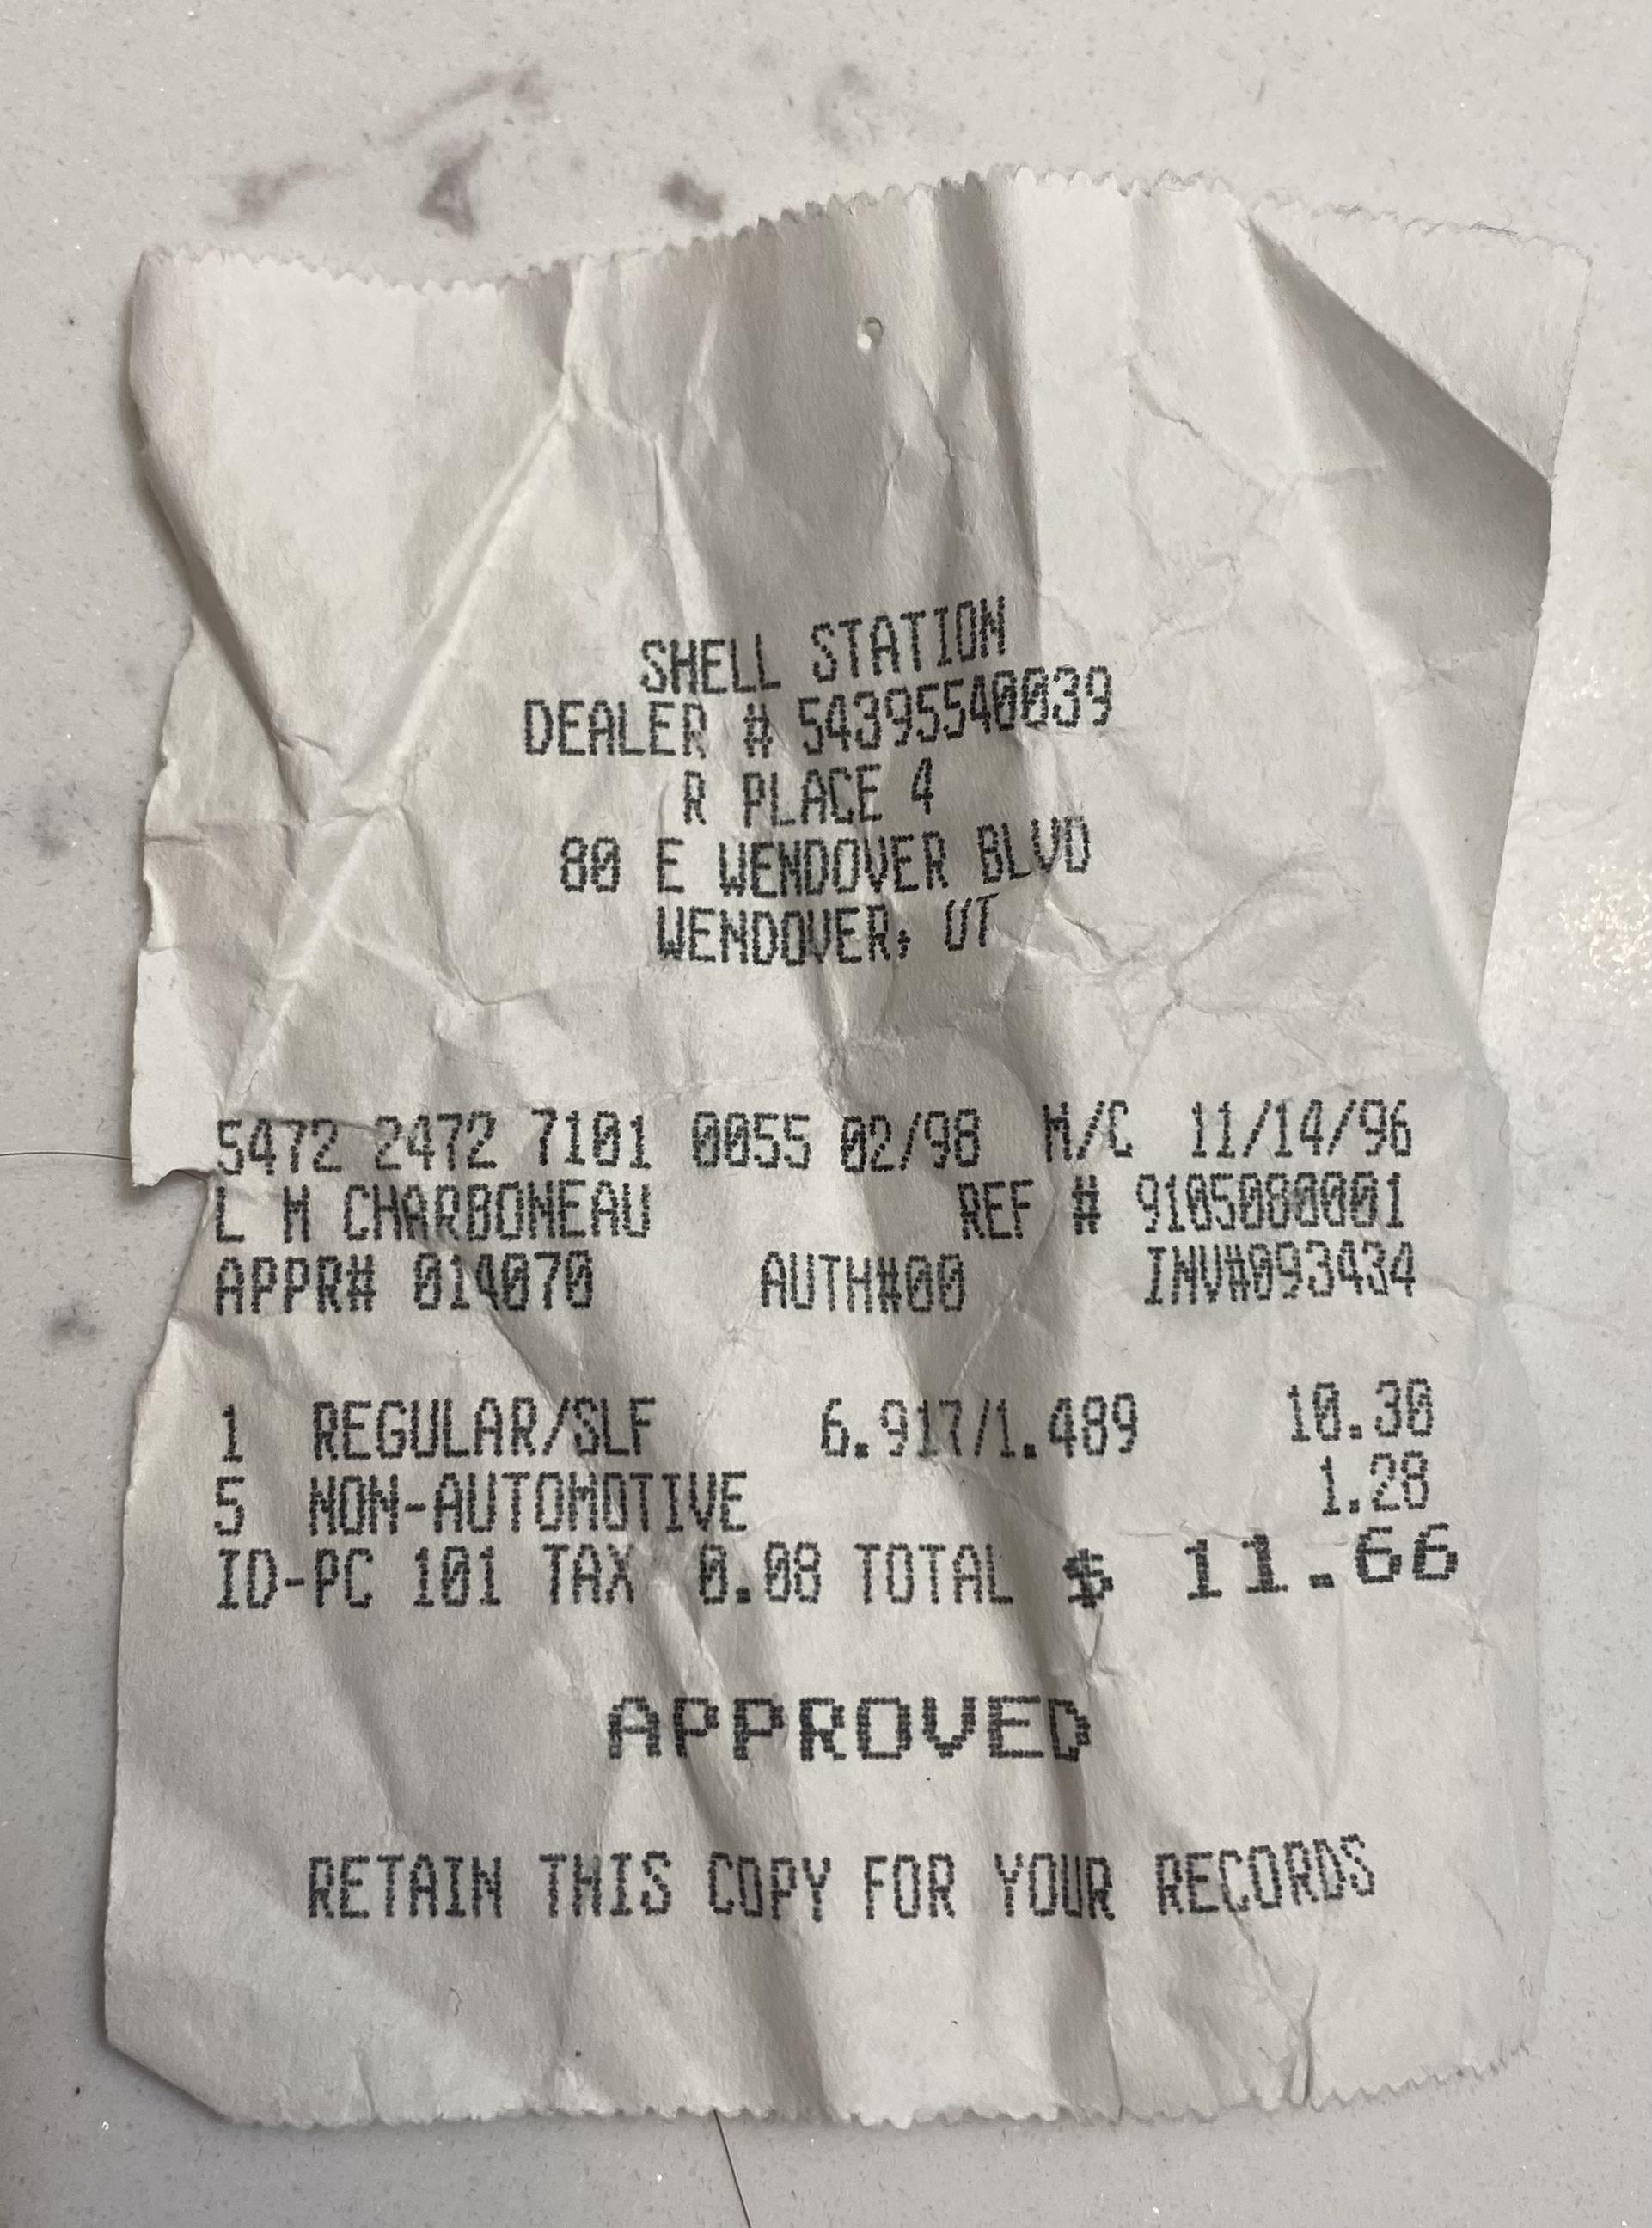 SHELL STATION
DEALER # 54395540039
R PLACE 4
80 E WENDOVER BLVD
WENDOVER, UT
5472 2472 7101 0055 02/98 M/C 11/14/96
L M CHARBONEAU REF # 9105080001
APPR# 014070 AUTH#00 INV#093434
1 REGULAR/SLF 6.917/1.489 10.30
5 NON-AUTOMOTIVE 1.28
ID-PC 101 TAX 0.08 TOTAL $ 11.66
APPROVED
RETAIN THIS COPY FOR YOUR RECORDS